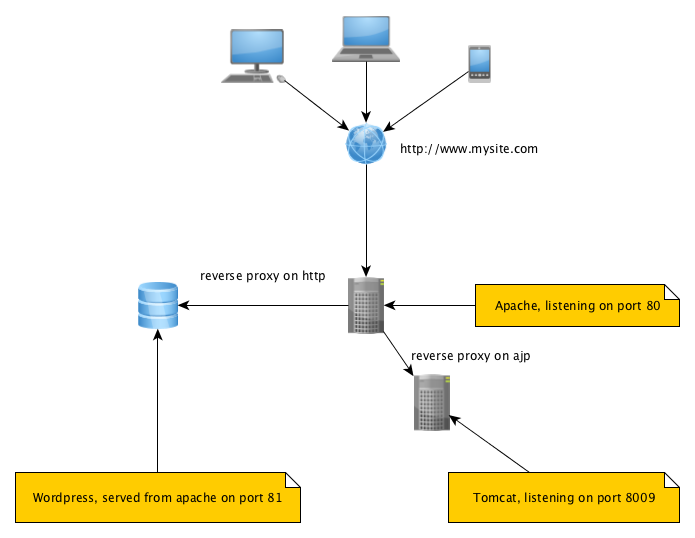 http://www.mysite.com
reverse proxy on http
Apache, listening on port 80
reverse proxy on ajp
Wordpress, served from apache on port 81
Tomcat, listening on port 8009